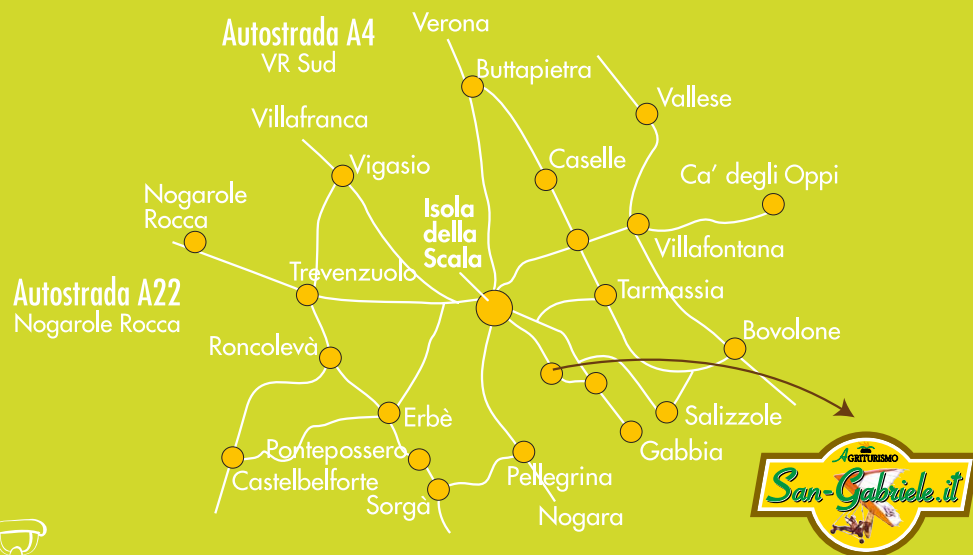 Verona
Autostrada A4
VR Sud
Buttapietra
Vallese
Villafranca
Vigasio
Caselle
Ca' degli Oppi
Nogarole
Rocca
Isola
della
Scala
Villafontana
Trevenzuolo
Autostrada A22
Nogarole Rocca
Tarmassia
Bovolone
Roncolevà
Erbè
Salizzole
Gabbia
Pontepossero
Castelbelforte
Pellegrina
Sorgà
Nogara
AGRITURISMO
San-Gabriele.it